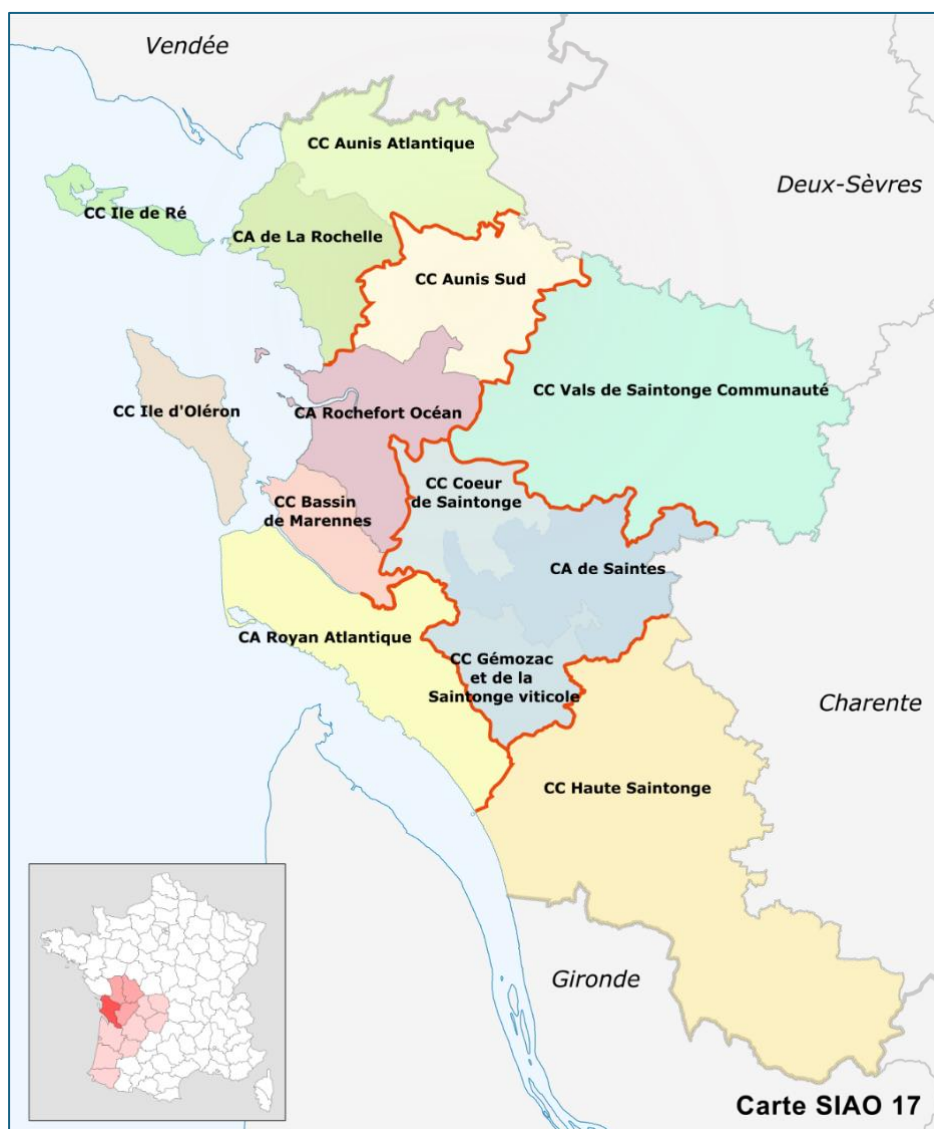 Vendée
CC Aunis Atlantique
Deux-Sèvres
CC Ile de Ré
CA de La Rochelle
CC Aunis Sud
CC Vals de Saintonge Communauté
CC Ile d'Oléron
CA Rochefort Océan
CC Coeur
de Saintonge
CC Bassin
de Marennes
CA de Saintes
CA Royan Atlantique
CC Gémozac
et de la
Saintonge viticole
Charente
CC Haute Saintonge
Gironde
Carte SIAO 17